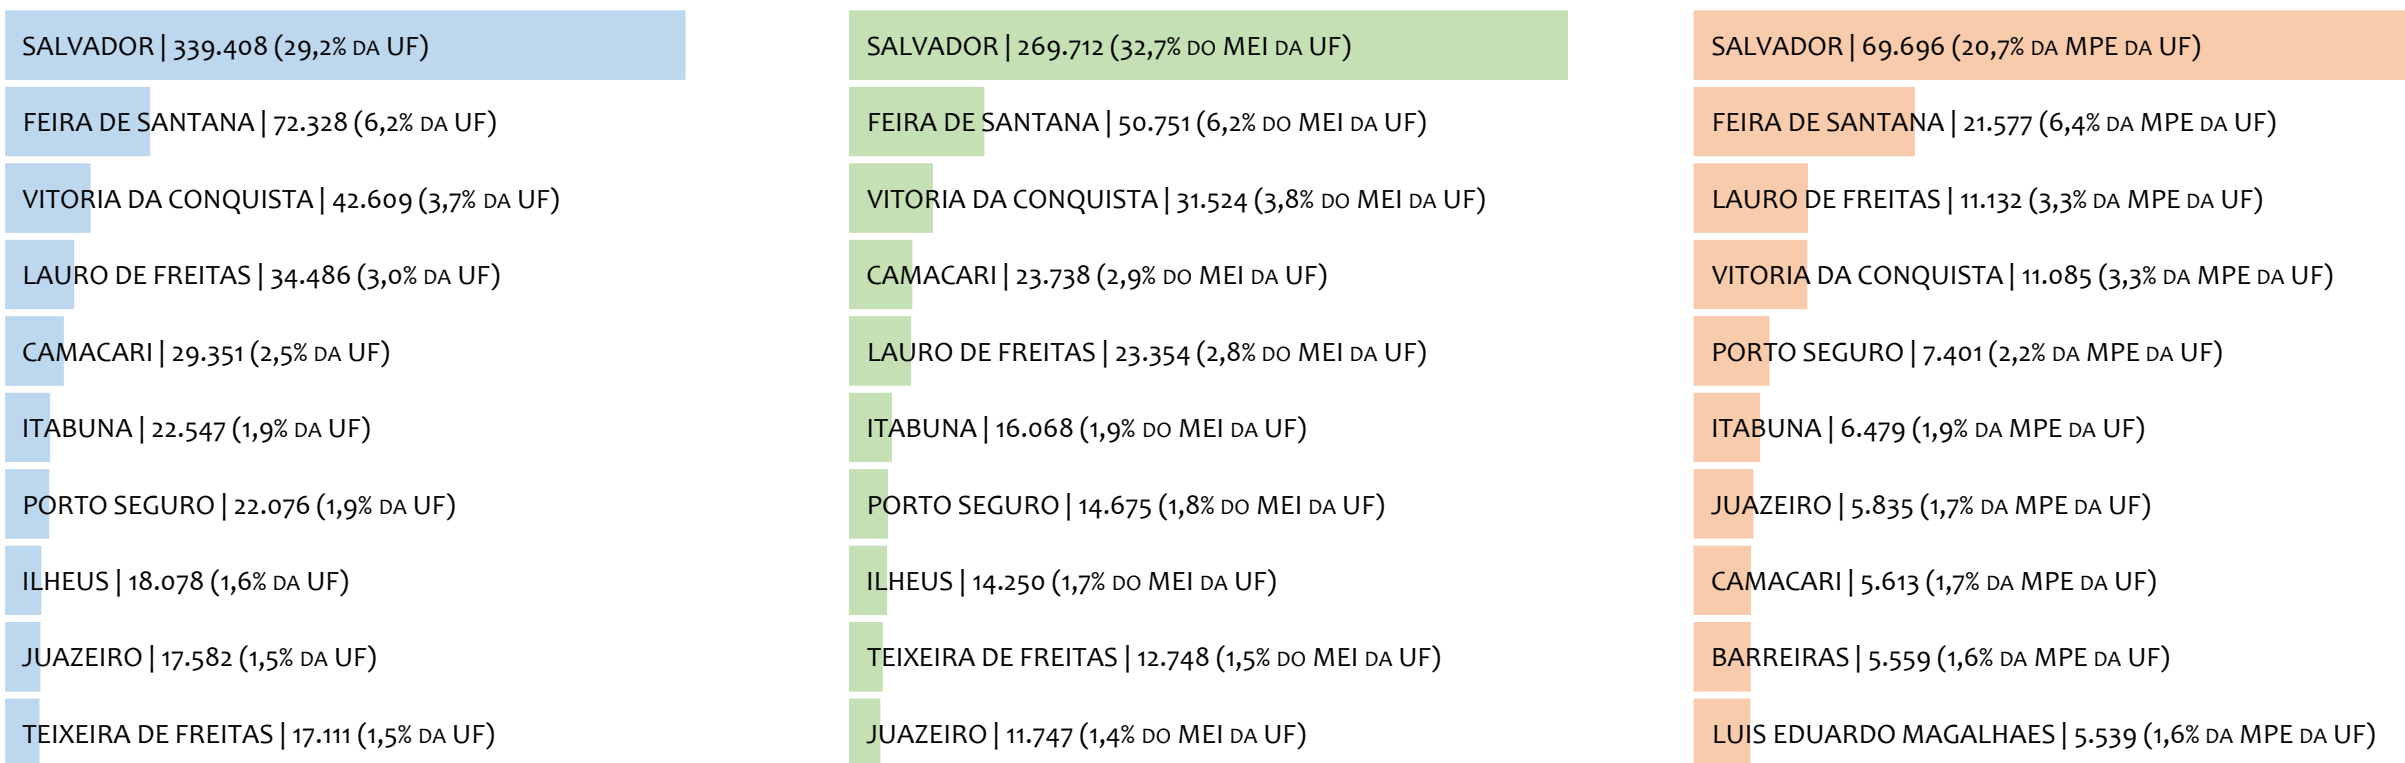 SALVADOR | 339.408 (29,2% DA UF)
FEIRA DE SANTANA | 72.328 (6,2% DA UF)
VITORIA DA CONQUISTA | 42.609 (3,7% DA UF)
LAURO DE FREITAS | 34.486 (3,0% DA UF)
CAMACARI | 29.351 (2,5% DA UF)
ITABUNA | 22.547 (1,9% DA UF)
PORTO SEGURO | 22.076 (1,9% DA UF)
ILHEUS | 18.078 (1,6% DA UF)
JUAZEIRO | 17.582 (1,5% DA UF)
TEIXEIRA DE FREITAS | 17.111 (1,5% DA UF)
SALVADOR | 269.712 (32,7% DO MEI DA UF)
FEIRA DE SANTANA | 50.751 (6,2% DO MEI DA UF)
VITORIA DA CONQUISTA | 31.524 (3,8% DO MEI DA UF)
CAMACARI | 23.738 (2,9% DO MEI DA UF)
LAURO DE FREITAS | 23.354 (2,8% DO MEI DA UF)
ITABUNA | 16.068 (1,9% DO MEI DA UF)
PORTO SEGURO | 14.675 (1,8% DO MEI DA UF)
ILHEUS | 14.250 (1,7% DO MEI DA UF)
TEIXEIRA DE FREITAS | 12.748 (1,5% DO MEI DA UF)
JUAZEIRO | 11.747 (1,4% DO MEI DA UF)
SALVADOR | 69.696 (20,7% DA MPE DA UF)
FEIRA DE SANTANA | 21.577 (6,4% DA MPE DA UF)
LAURO DE FREITAS | 11.132 (3,3% DA MPE DA UF)
VITORIA DA CONQUISTA | 11.085 (3,3% DA MPE DA UF)
PORTO SEGURO | 7.401 (2,2% DA MPE DA UF)
ITABUNA | 6.479 (1,9% DA MPE DA UF)
JUAZEIRO | 5.835 (1,7% DA MPE DA UF)
CAMACARI | 5.613 (1,7% DA MPE DA UF)
BARREIRAS | 5.559 (1,6% DA MPE DA UF)
LUIS EDUARDO MAGALHAES | 5.539 (1,6% DA MPE DA UF)